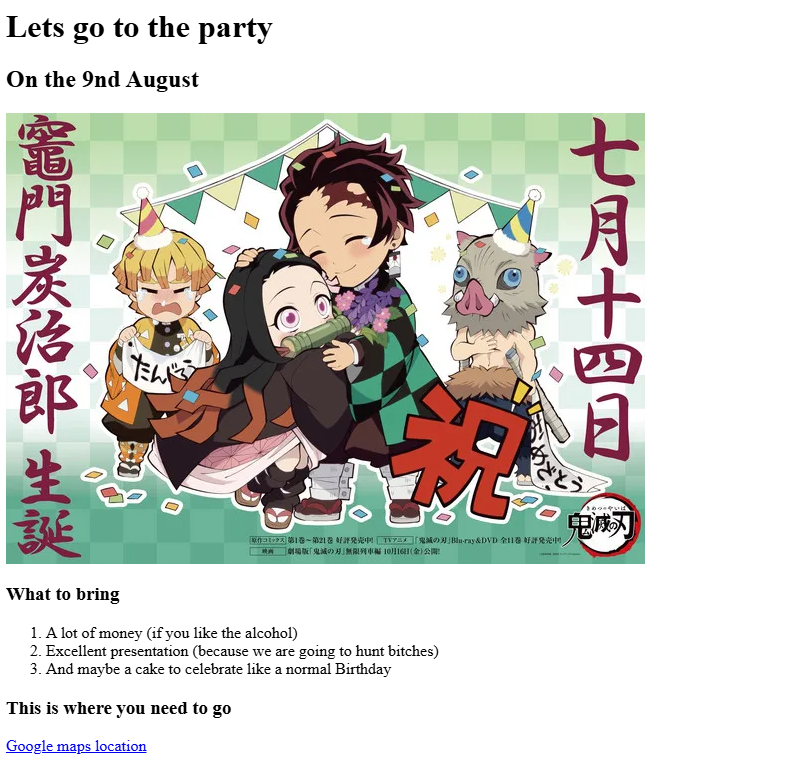 Lets go to the party
On the 9nd August
竈門炭治郎 生誕
七月十四日
たんじろう
祝
おめでとう
きめつのやいば
鬼滅の刃
原作コミックス 第1巻〜第21巻 好評発売中! TVアニメ 「鬼滅の刃」Blu-ray&DVD 全11巻 好評発売中!
映画 劇場版「鬼滅の刃」無限列車編 10月16日(金)公開!
What to bring
1. A lot of money (if you like the alcohol)
2. Excellent presentation (because we are going to hunt bitches)
3. And maybe a cake to celebrate like a normal Birthday
This is where you need to go
Google maps location